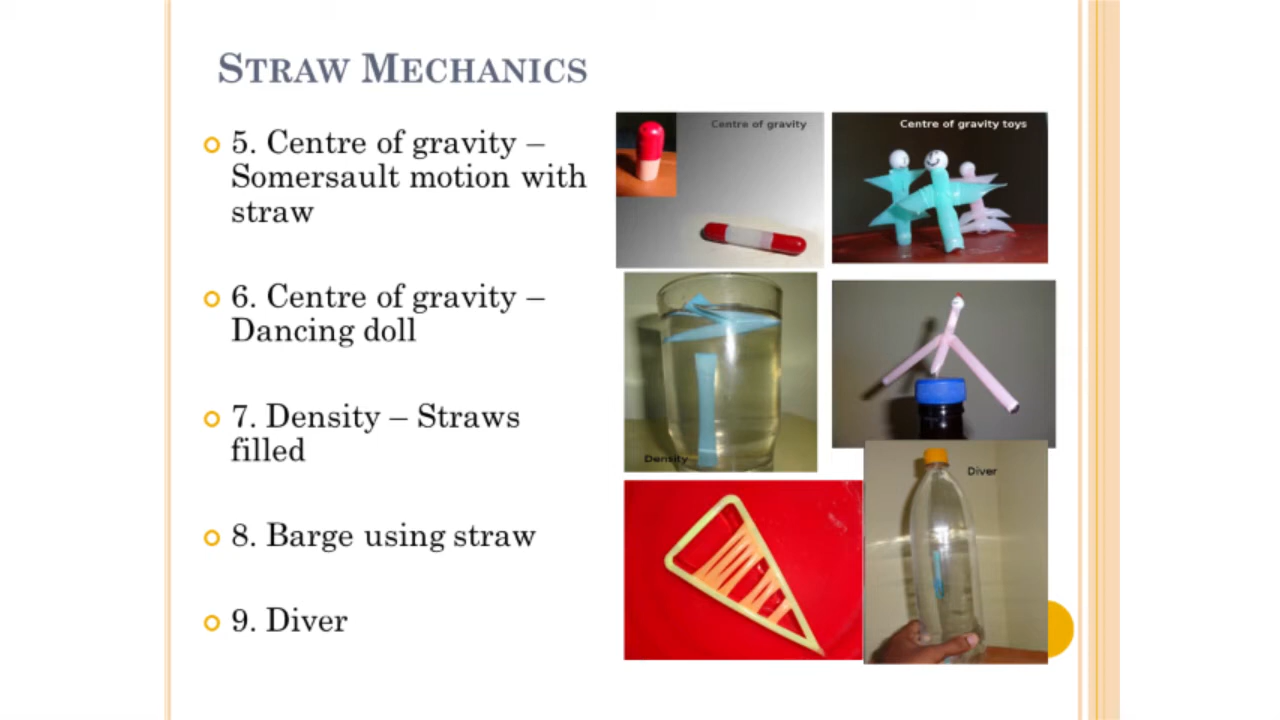 STRAW MECHANICS
5. Centre of gravity –
Somersault motion with
straw
6. Centre of gravity –
Dancing doll
7. Density – Straws
filled
8. Barge using straw
9. Diver
Centre of gravity
Centre of gravity toys
Density
Diver